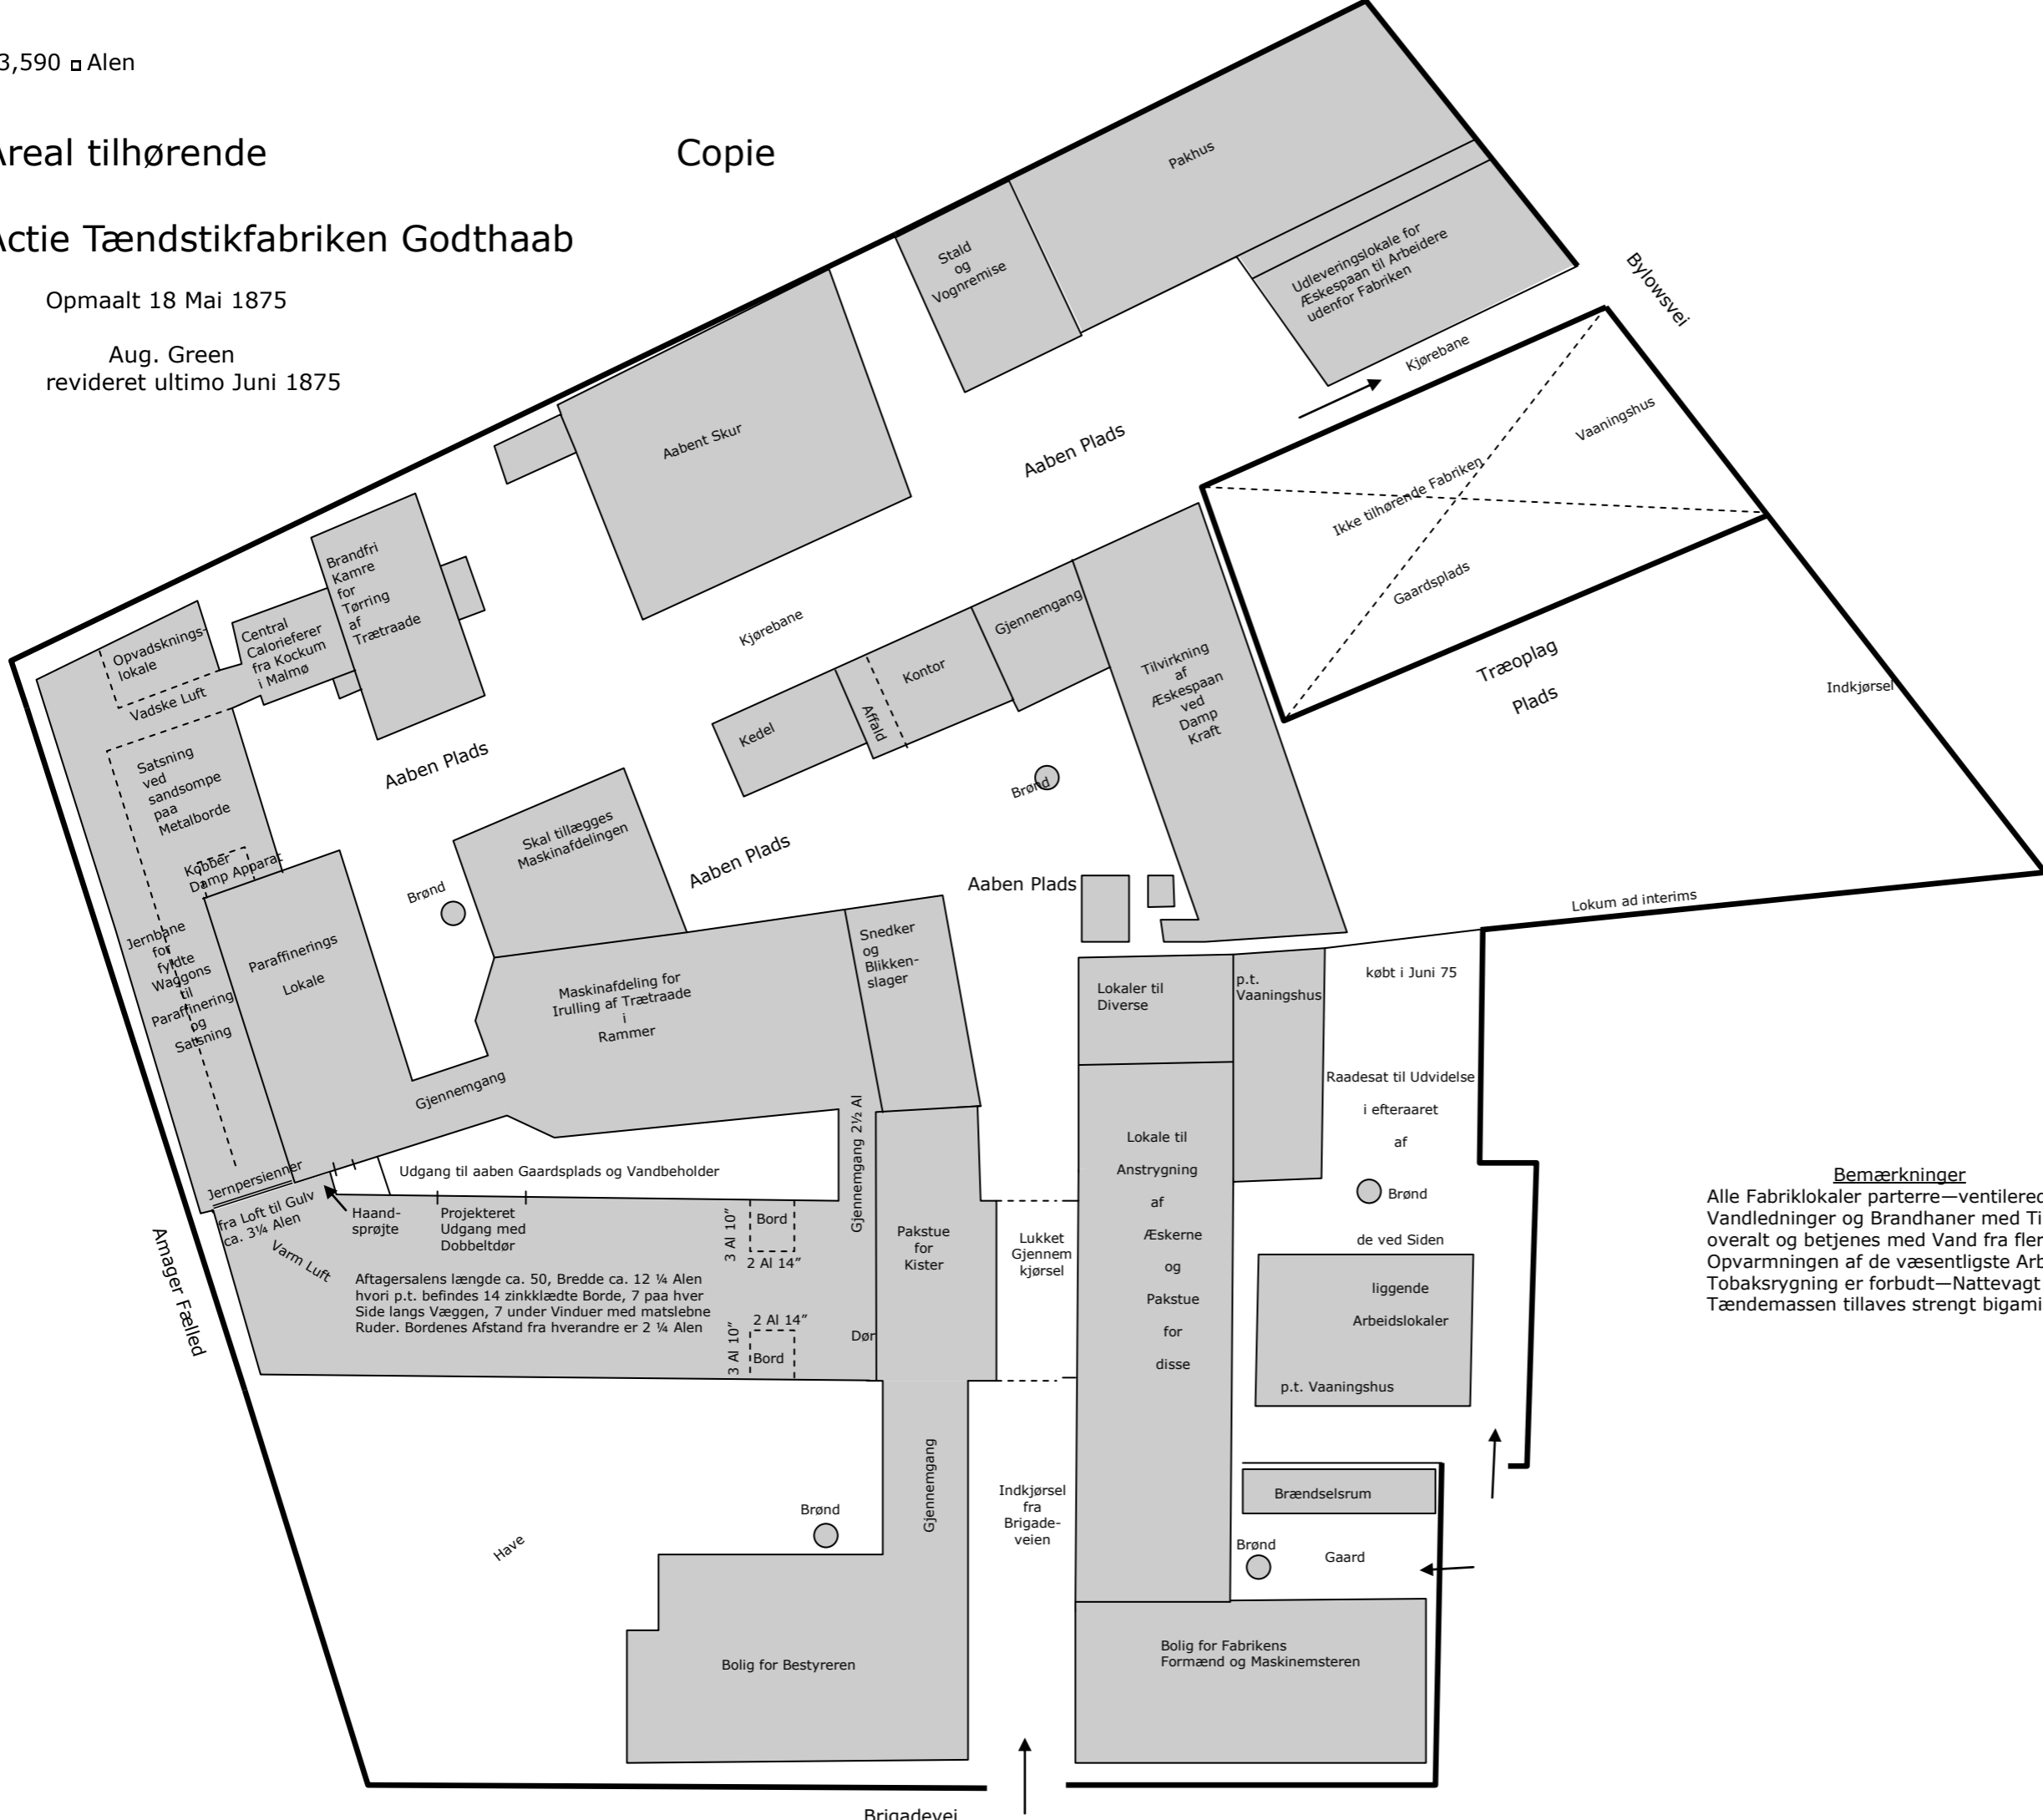 3,590 ▫ Alen
Areal tilhørende
Copie
Actie Tændstikfabriken Godthaab
Opmaalt 18 Mai 1875
Aug. Green
revideret ultimo Juni 1875
Pakhus
Stald
og
Vognremise
Udleveringslokale for
Æskespaan til Arbeidere
udenfor Fabriken
Bylowsvei
Kjørebane
Aabent Skur
Aaben Plads
Vaaningshus
Ikke tilhørende Fabriken
Gaardsplads
Træoplag
Plads
Indkjørsel
Brandfri
Kamre
for
Tørring
af
Trætraade
Central
Calorieferer
fra Kockum
i Malmø
Opvadsknings-
lokale
Vadske Luft
Kjørebane
Gjennemgang
Kontor
Affald
Kedel
Tilvirkning
af
Æskespaan
ved
Damp
Kraft
Brønd
Satsning
ved
sandsompe
paa
Metalborde
Aaben Plads
Kobber
Damp Apparat
Skal tillægges
Maskinafdelingen
Aaben Plads
Brønd
Aaben Plads
Lokum ad interims
Jernbane
for
fyldte
Waggons
til
Paraffinering
og
Satsning
Paraffinerings
Lokale
Maskinafdeling for
Irulling af Trætraade
i
Rammer
Snedker
og
Blikken-
slager
Lokaler til
Diverse
p.t.
Vaaningshus
købt i Juni 75
Raadesat til Udvidelse
i efteraaret
af
de ved Siden
liggende
Arbeidslokaler
Brønd
p.t. Vaaningshus
Gjennemgang
Gjennemgang 2½ Al
Udgang til aaben Gaardsplads og Vandbeholder
Jernpersienner
fra Loft til Gulv
ca. 3¼ Alen
Varm Luft
Haand-
sprøjte
Projekteret
Udgang med
Dobbeltdør
3 Al 10”
Bord
2 Al 14”
Aftagersalens længde ca. 50, Bredde ca. 12 ¼ Alen
hvori p.t. befindes 14 zinkklædte Borde, 7 paa hver
Side langs Væggen, 7 under Vinduer med matslebne
Ruder. Bordenes Afstand fra hverandre er 2 ¼ Alen
2 Al 14”
3 Al 10”
Bord
Dør
Pakstue
for
Kister
Lukket
Gjennem
kjørsel
Lokale til
Anstrygning
af
Æskerne
og
Pakstue
for
disse
Bemærkninger
Alle Fabriklokaler parterre—ventilered
Vandledninger og Brandhaner med Ti
overalt og betjenes med Vand fra fler
Opvarmningen af de væsentligste Arb
Tobaksrygning er forbudt—Nattevagt
Tændemassen tillaves strengt bigami
Amager Fælled
Gjennemgang
Indkjørsel
fra
Brigade-
veien
Brændselsrum
Brønd
Gaard
Brønd
Have
Bolig for Bestyreren
Bolig for Fabrikens
Formænd og Maskinemsteren
Brigadevej